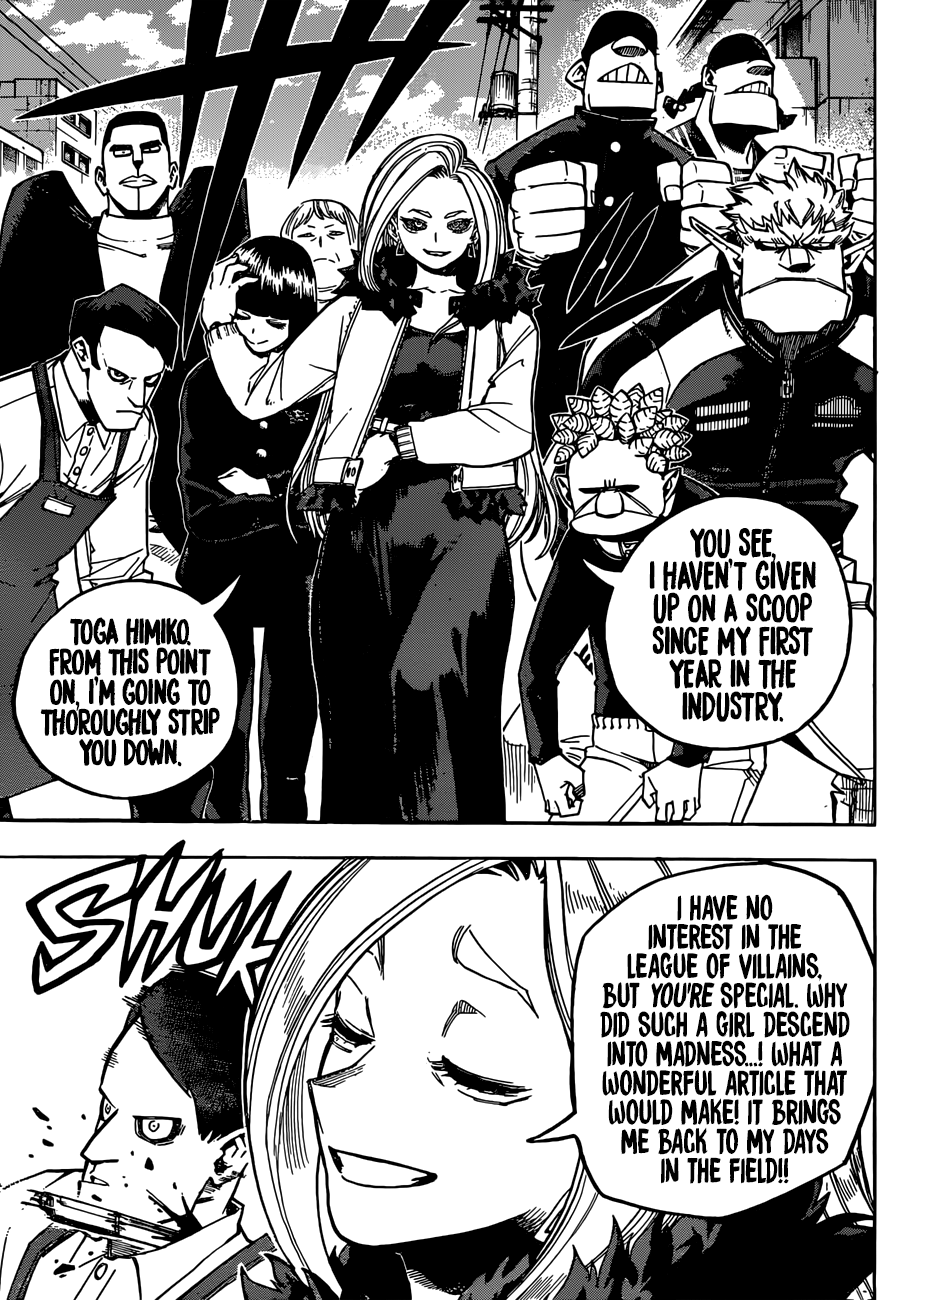 YOU SEE,
I HAVEN'T GIVEN
UP ON A SCOOP
SINCE MY FIRST
YEAR IN THE
INDUSTRY.
TOGA HIMIKO.
FROM THIS POINT
ON, I'M GOING TO
THOROUGHLY STRIP
YOU DOWN.
I HAVE NO
INTEREST IN THE
LEAGUE OF VILLAINS,
BUT YOU'RE SPECIAL. WHY
DID SUCH A GIRL DESCEND
INTO MADNESS...! WHAT A
WONDERFUL ARTICLE THAT
WOULD MAKE! IT BRINGS
ME BACK TO MY DAYS
IN THE FIELD!!